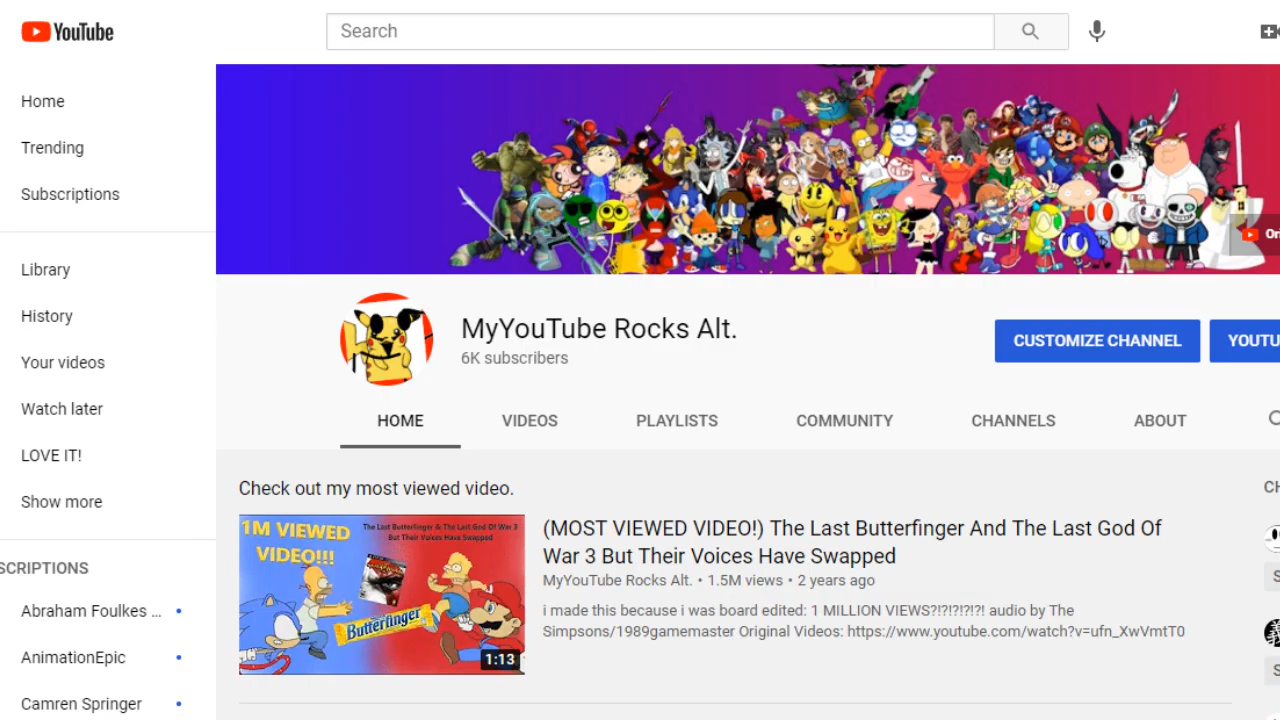 YouTube
Search
Home
Trending
Subscriptions
Library
History
Your videos
Watch later
LOVE IT!
Show more
SCRIPTIONS
Abraham Foulkes ...
AnimationEpic
Camren Springer
Ori
MyYouTube Rocks Alt.
6K subscribers
CUSTOMIZE CHANNEL
YOUTU
HOME
VIDEOS
PLAYLISTS
COMMUNITY
CHANNELS
ABOUT
Check out my most viewed video.
CH
1M VIEWED
VIDEO!!!
The Last Butterfinger & The Last God Of War 3
But Their Voices Have Swapped
Butterfinger
1:13
(MOST VIEWED VIDEO!) The Last Butterfinger And The Last God Of
War 3 But Their Voices Have Swapped
MyYouTube Rocks Alt. • 1.5M views • 2 years ago
i made this because i was board edited: 1 MILLION VIEWS?!?!?!?!?! audio by The
Simpsons/1989gamemaster Original Videos: https://www.youtube.com/watch?v=ufn_XwVmtT0
S
S